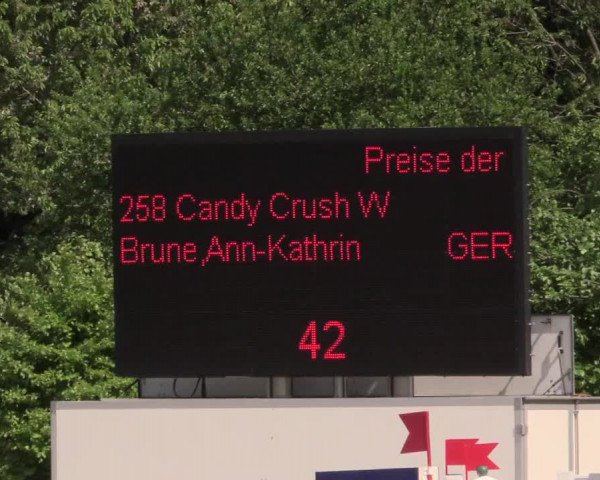 Preise der
258 Candy Crush W
Brune,Ann-Kathrin GER
42